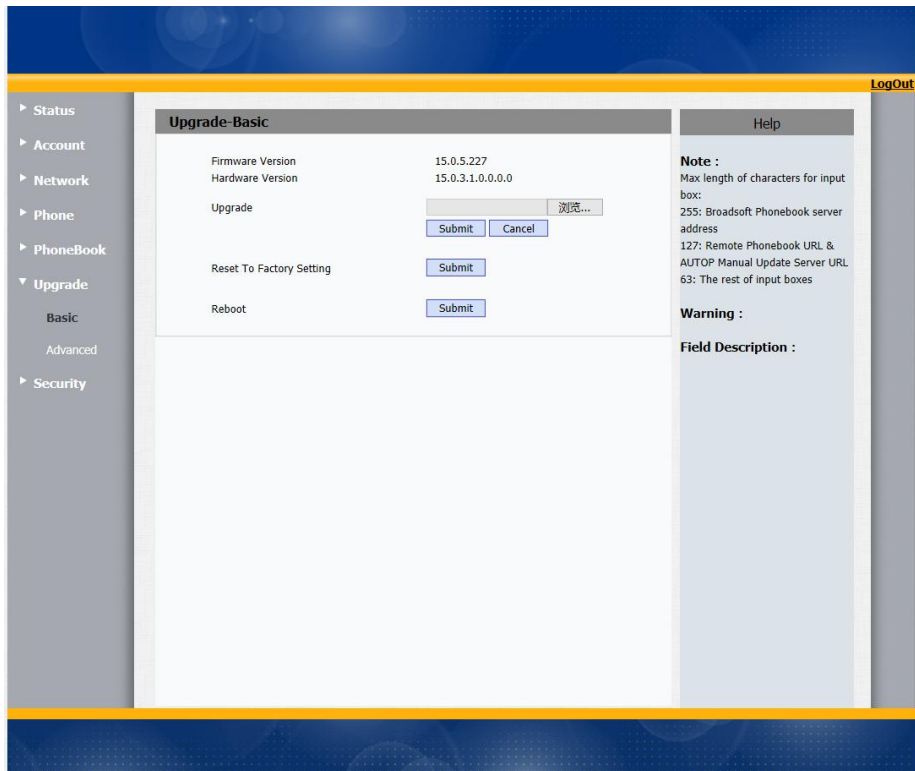 LogOut
Status
Account
Network
Phone
PhoneBook
Upgrade
Basic
Advanced
Security
Upgrade-Basic
Firmware Version 15.0.5.227
Hardware Version 15.0.3.1.0.0.0.0
Upgrade 浏览...
Submit Cancel
Reset To Factory Setting Submit
Reboot Submit
Help
Note :
Max length of characters for input
box:
255: Broadsoft Phonebook server
address
127: Remote Phonebook URL &
AUTOP Manual Update Server URL
63: The rest of input boxes
Warning :
Field Description :